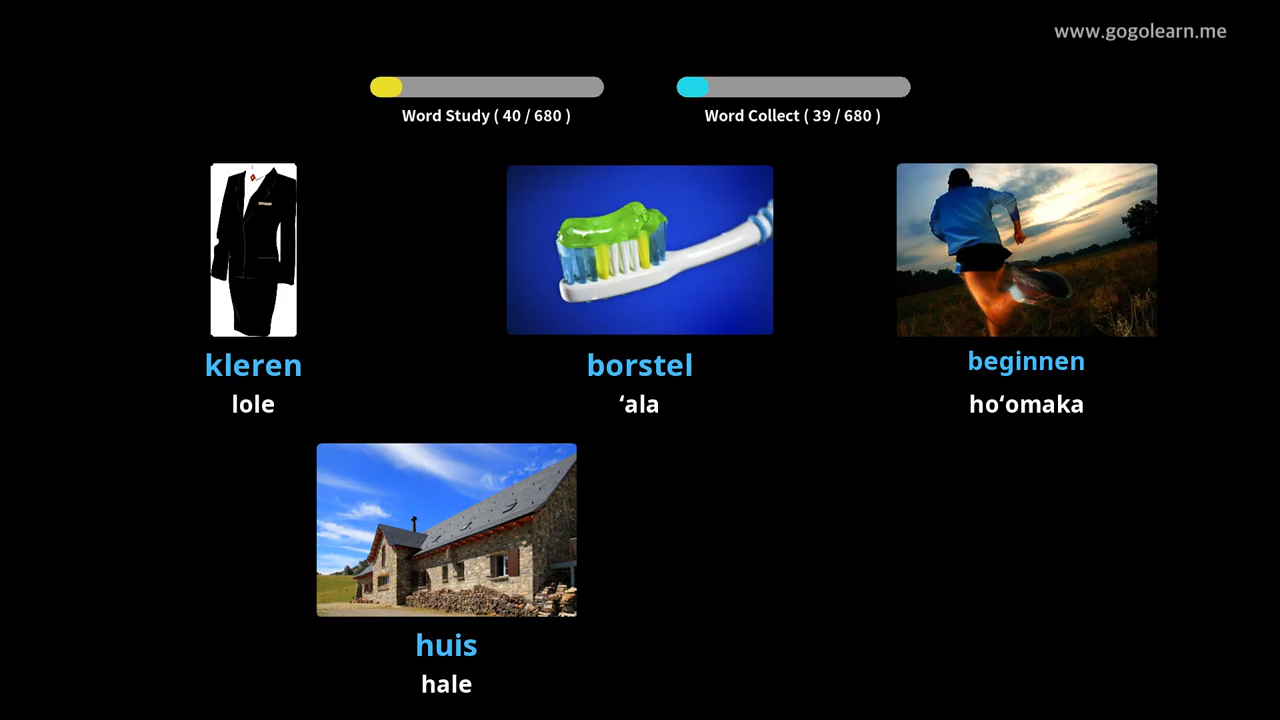 www.gogolearn.me
Word Study ( 40 / 680 )
Word Collect ( 39 / 680 )
kleren
lole
borstel
ʻala
beginnen
hoʻomaka
huis
hale